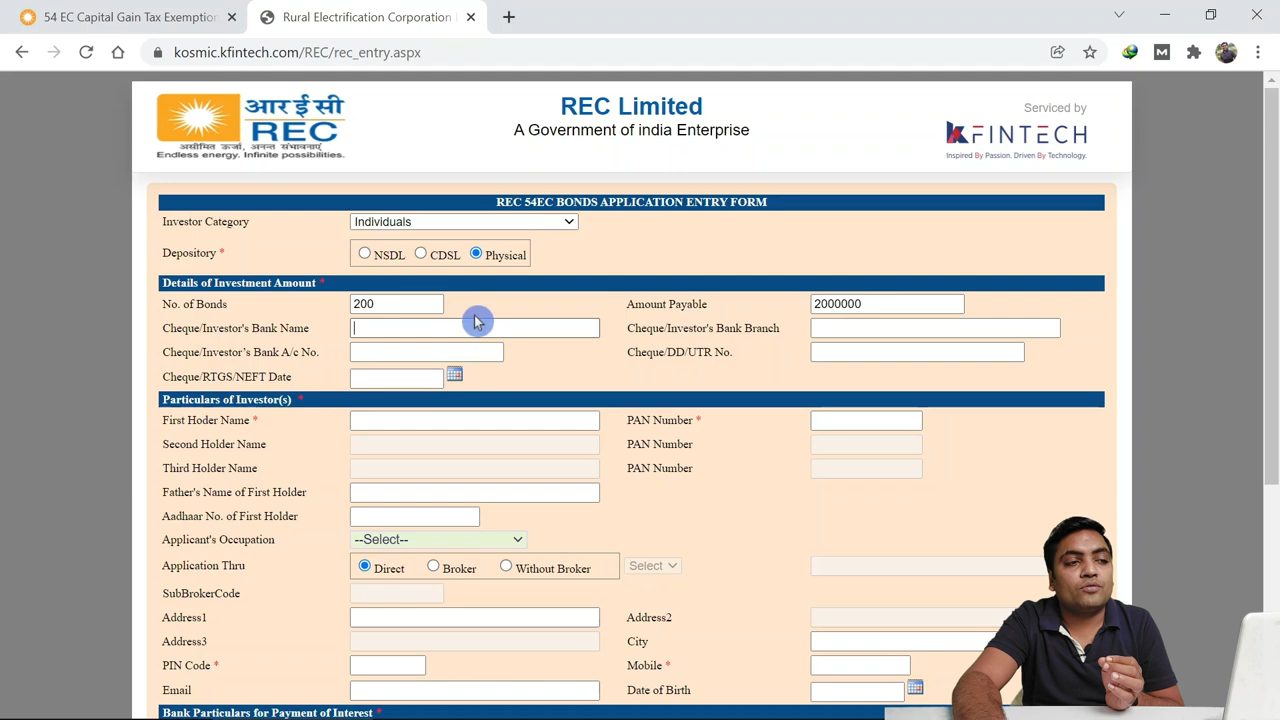 54 EC Capital Gain Tax Exemption
Rural Electrification Corporation
kosmic.kfintech.com/REC/rec_entry.aspx
M
आर ई सी
REC
असीमित ऊर्जा, अनन्त संभावनाएं
Endless energy. Infinite possibilities.
REC Limited
A Government of india Enterprise
Serviced by
KFINTECH
Inspired By Passion. Driven By Technology.
REC 54EC BONDS APPLICATION ENTRY FORM
Investor Category Individuals
Depository * NSDL CDSL Physical
Details of Investment Amount *
No. of Bonds 200 Amount Payable 2000000
Cheque/Investor's Bank Name Cheque/Investor's Bank Branch
Cheque/Investor's Bank A/c No. Cheque/DD/UTR No.
Cheque/RTGS/NEFT Date
Particulars of Investor(s) *
First Hoder Name * PAN Number *
Second Holder Name PAN Number
Third Holder Name PAN Number
Father's Name of First Holder
Aadhaar No. of First Holder
Applicant's Occupation --Select--
Application Thru Direct Broker Without Broker Select
SubBrokerCode
Address1 Address2
Address3 City
PIN Code * Mobile *
Email Date of Birth
Bank Particulars for Payment of Interest *